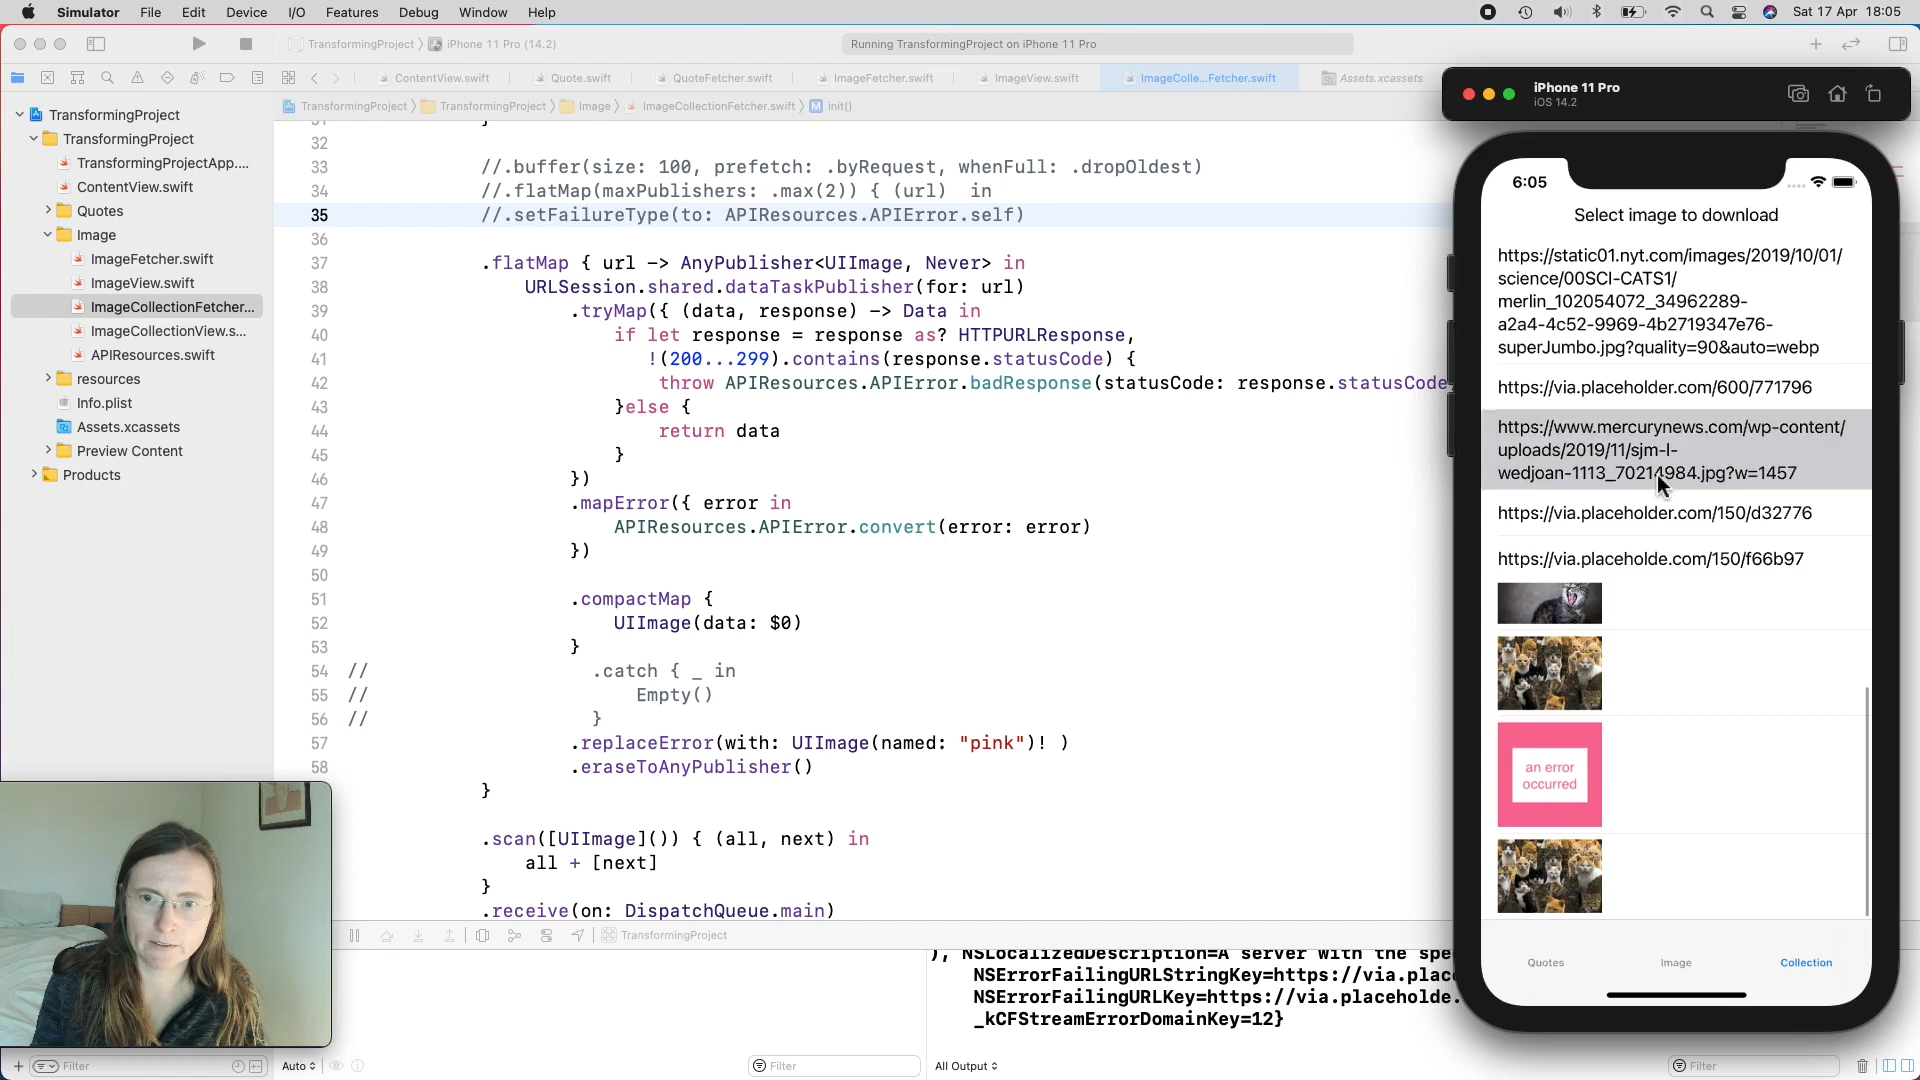 Simulator File Edit Device I/O Features Debug Window Help
Sat 17 Apr 18:05
TransformingProject iPhone 11 Pro (14.2)
Running TransformingProject on iPhone 11 Pro
ContentView.swift Quote.swift QuoteFetcher.swift ImageFetcher.swift ImageView.swift ImageColle...Fetcher.swift Assets.xcassets
TransformingProject TransformingProject Image ImageCollectionFetcher.swift M init()
TransformingProject
TransformingProject
TransformingProjectApp....
ContentView.swift
Quotes
Image
ImageFetcher.swift
ImageView.swift
ImageCollectionFetcher...
ImageCollectionView.s...
APIResources.swift
resources
Info.plist
Assets.xcassets
Preview Content
Products
32
33 //.buffer(size: 100, prefetch: .byRequest, whenFull: .dropOldest)
34 //.flatMap(maxPublishers: .max(2)) { (url) in
35 //.setFailureType(to: APIResources.APIError.self)
36
37 .flatMap { url -> AnyPublisher<UIImage, Never> in
38 URLSession.shared.dataTaskPublisher(for: url)
39 .tryMap({ (data, response) -> Data in
40 if let response = response as? HTTPURLResponse,
41 !(200...299).contains(response.statusCode) {
42 throw APIResources.APIError.badResponse(statusCode: response.statusCode
43 }else {
44 return data
45 }
46 })
47 .mapError({ error in
48 APIResources.APIError.convert(error: error)
49 })
50
51 .compactMap {
52 UIImage(data: $0)
53 }
54 // .catch { _ in
55 // Empty()
56 // }
57 .replaceError(with: UIImage(named: "pink")! )
58 .eraseToAnyPublisher()
}
.scan([UIImage]()) { (all, next) in
all + [next]
}
.receive(on: DispatchQueue.main)
TransformingProject
), NSLocalizedDescription=A server with the spe
NSErrorFailingURLStringKey=https://via.place
NSErrorFailingURLKey=https://via.placeholde.
_kCFStreamErrorDomainKey=12}
Filter
Auto
Filter
All Output
Filter
iPhone 11 Pro
iOS 14.2
6:05
Select image to download
https://static01.nyt.com/images/2019/10/01/
science/00SCI-CATS1/
merlin_102054072_34962289-
a2a4-4c52-9969-4b2719347e76-
superJumbo.jpg?quality=90&auto=webp
https://via.placeholder.com/600/771796
https://www.mercurynews.com/wp-content/
uploads/2019/11/sjm-l-
wedjoan-1113_70214984.jpg?w=1457
https://via.placeholder.com/150/d32776
https://via.placeholde.com/150/f66b97
an error
occurred
Quotes Image Collection